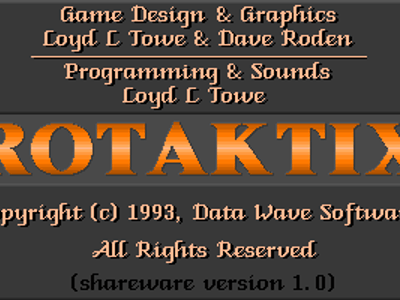 Game Design & Graphics
Loyd L Towe & Dave Roden
Programming & Sounds
Loyd L Towe
ROTAKTIX
pyright (c) 1993, Data Wave Softwa
All Rights Reserved
(shareware version 1.0)